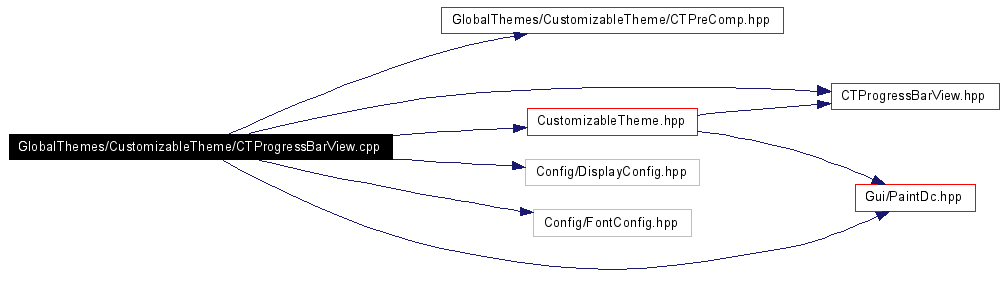 GlobalThemes/CustomizableTheme/CTPreComp.hpp
CTProgressBarView.hpp
CustomizableTheme.hpp
GlobalThemes/CustomizableTheme/CTProgressBarView.cpp
Config/DisplayConfig.hpp
Gui/PaintDc.hpp
Config/FontConfig.hpp